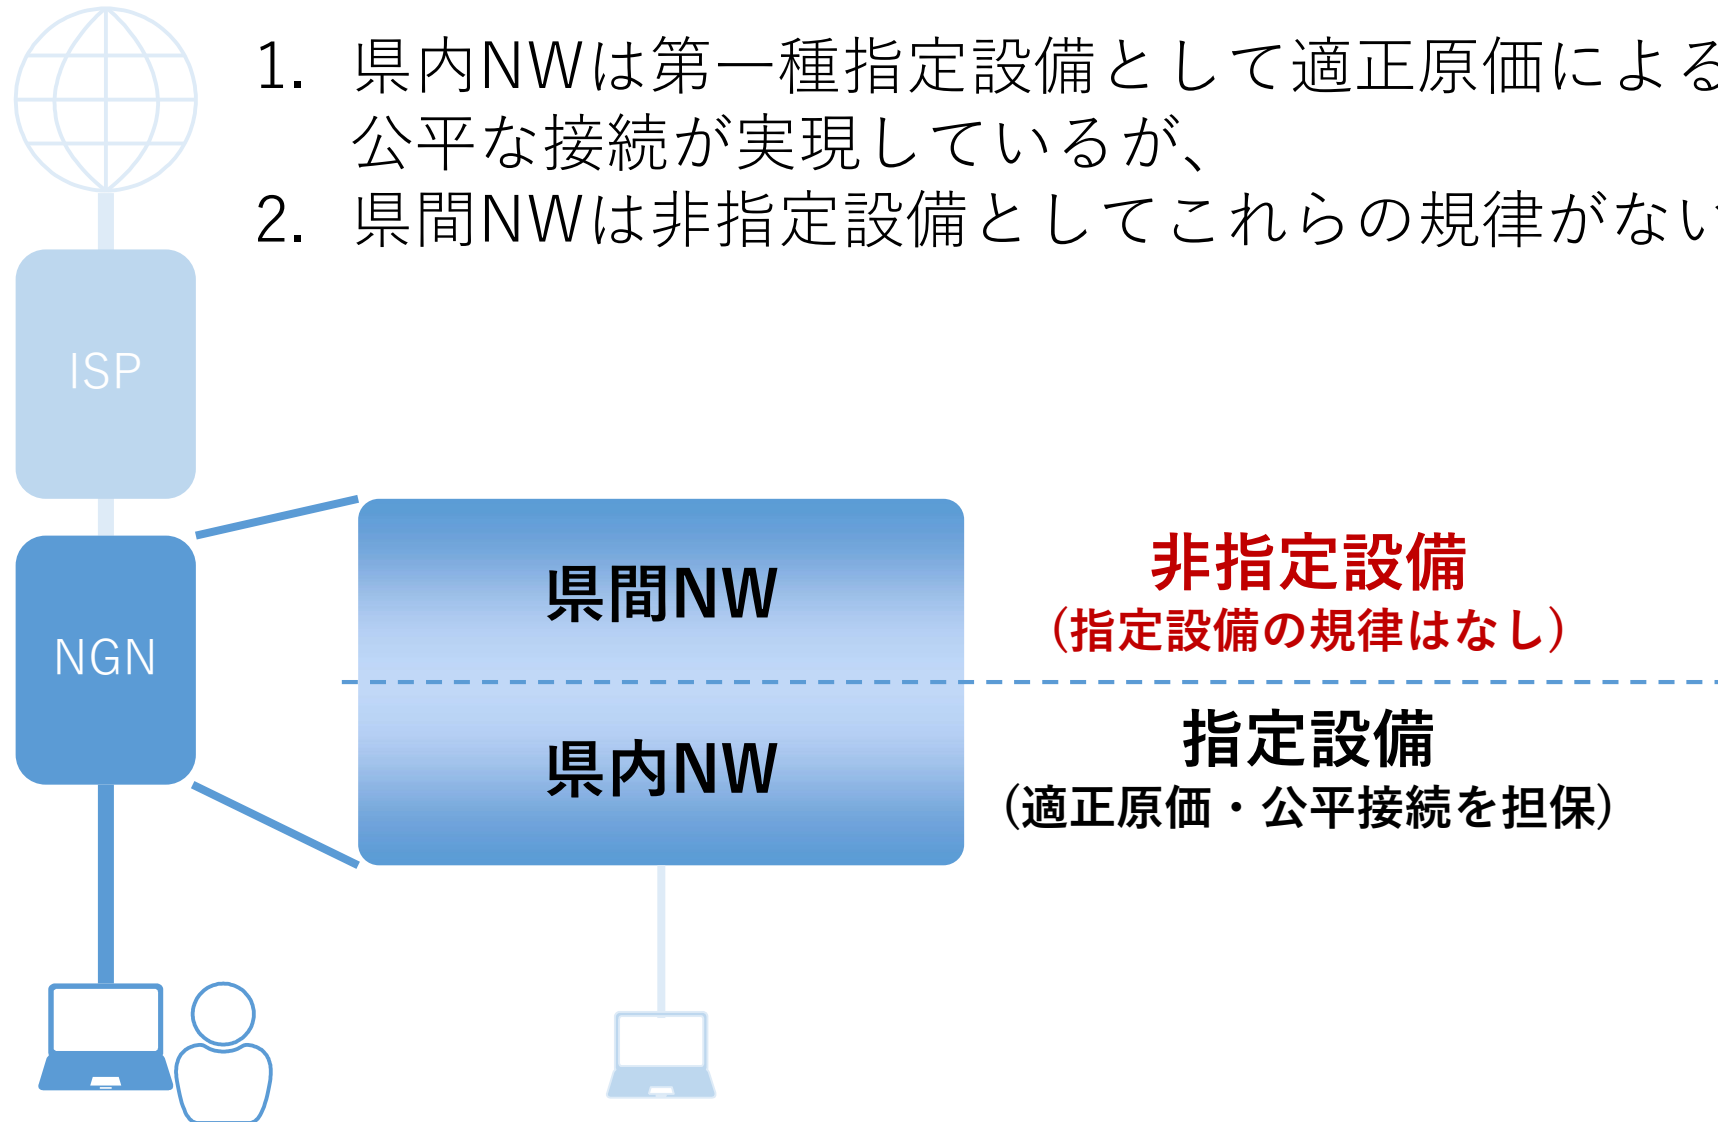 1. 県内NWは第一種指定設備として適正原価による
公平な接続が実現しているが、
2. 県間NWは非指定設備としてこれらの規律がない
ISP
NGN
県間NW
非指定設備
(指定設備の規律はなし)
県内NW
指定設備
(適正原価・公平接続を担保)